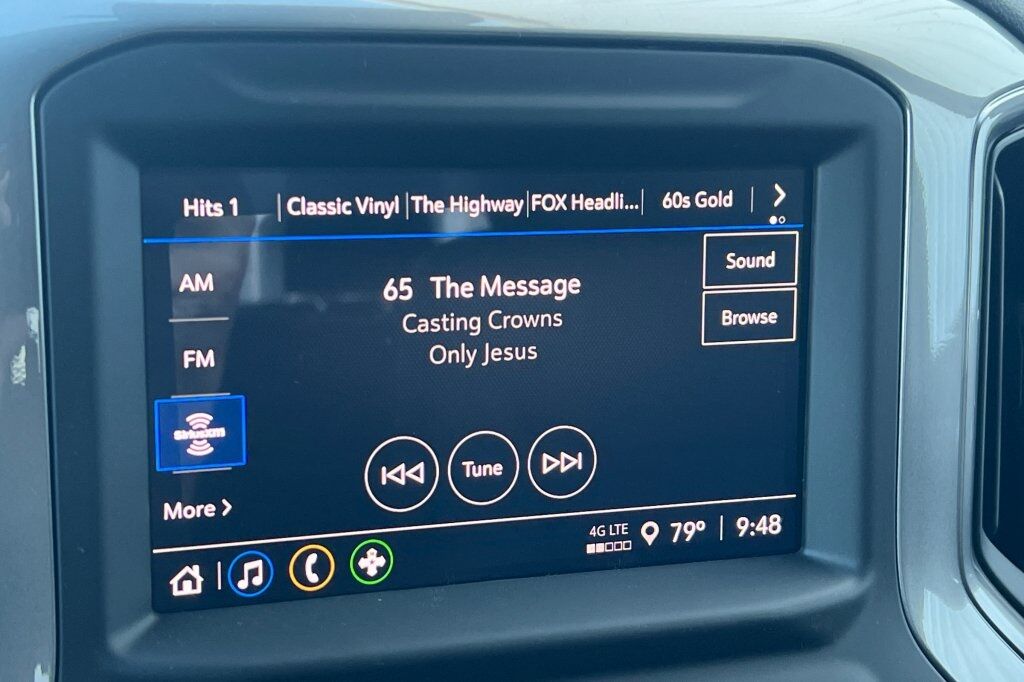 Hits 1 Classic Vinyl The Highway FOX Headli... 60s Gold >
Sound
AM
65 The Message
Casting Crowns
Browse
Only Jesus
FM
SiriusXM
Tune
More >
4G LTE 79° 9:48